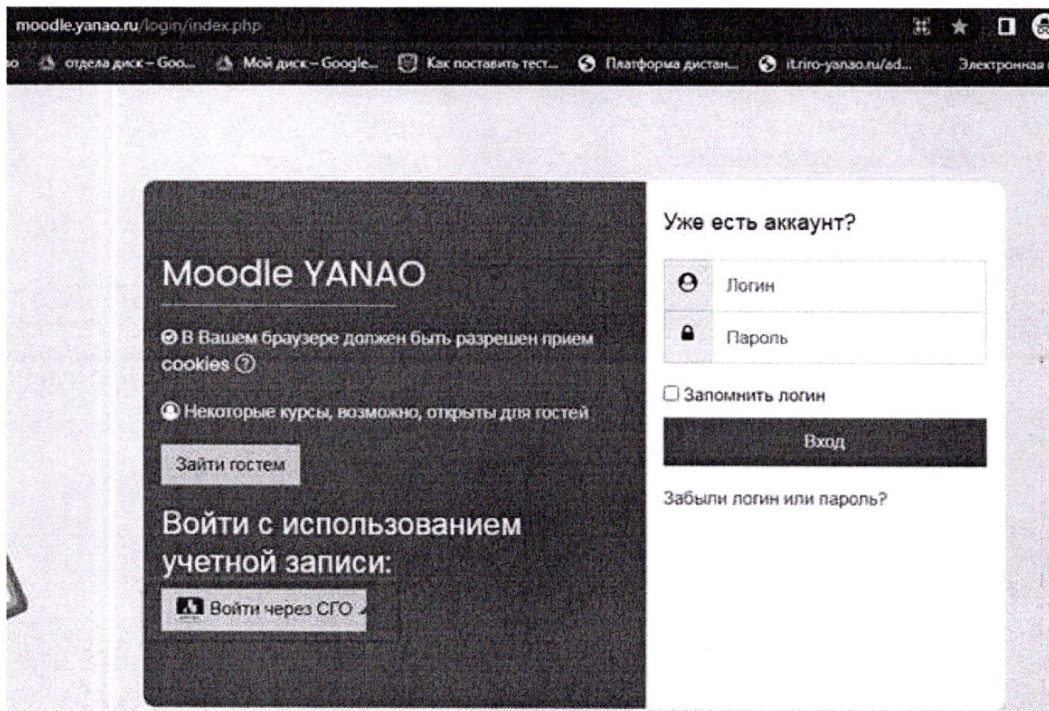 moodle.yanao.ru/login/index.php
отдела диск – Goo... Мой диск – Google... Как поставить тест... Платформа дистан... it.riro-yanao.ru/ad... Электронная
Moodle YANAO
В Вашем браузере должен быть разрешен прием
cookies
Некоторые курсы, возможно, открыты для гостей
Зайти гостем
Войти с использованием
учетной записи:
Войти через СГО
Уже есть аккаунт?
Логин
Пароль
Запомнить логин
Вход
Забыли логин или пароль?